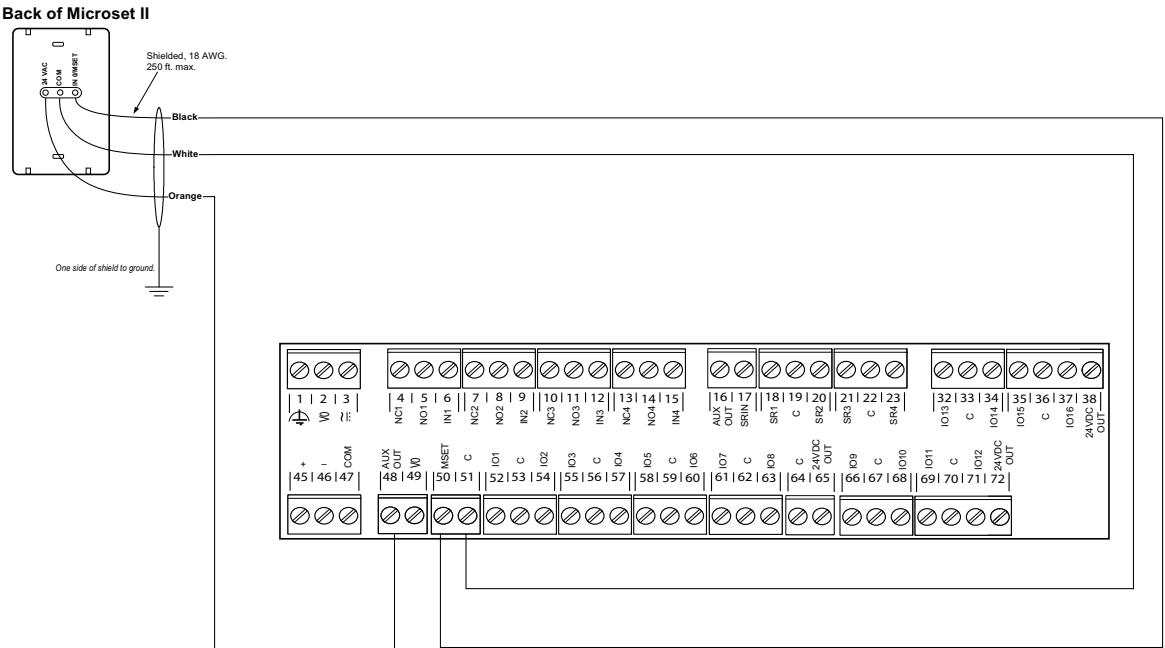 Back of Microset II
Shielded, 18 AWG.
250 ft. max.
24 VAC
COM
IN 0/MSET
Black
White
Orange
One side of shield to ground.
1 2 3
4 5 6 7 8 9 10 11 12 13 14 15
16 17 18 19 20 21 22 23
32 33 34 35 36 37 38
V0
NC1 NO1 IN1 NC2 NO2 IN2 NC3 NO3 IN3 NC4 NO4 IN4
AUX OUT SRIN SR1 C SR2 SR3 C SR4
IO13 C IO14 IO15 C IO16 24VDC OUT
+ – COM
AUX OUT
MSET C IO1 C IO2 IO3 C IO4 IO5 C IO6
IO7 C IO8 C 24VDC OUT IO9 C IO10 IO11 C IO12 24VDC OUT
45 46 47
48 49 50 51 52 53 54 55 56 57 58 59 60
61 62 63 64 65 66 67 68 69 70 71 72